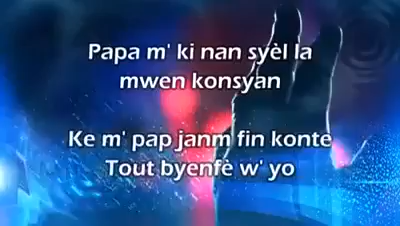 Papa m' ki nan syèl la
mwen konsyan
Ke m' pap janm fin konte
Tout byenfè w' yo